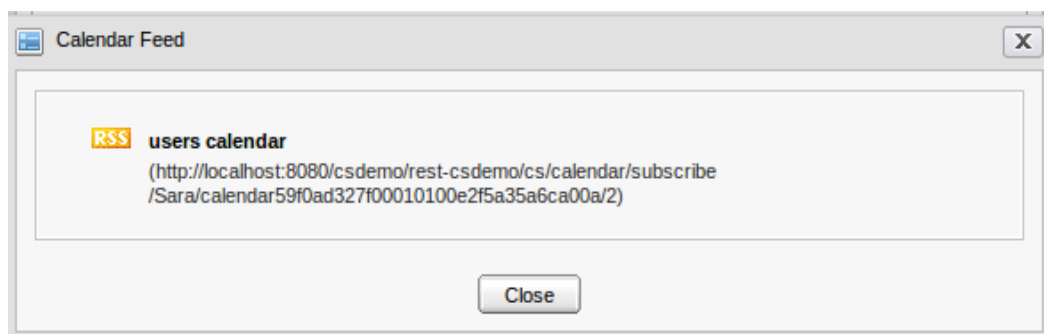 Calendar Feed
X
RSS users calendar
(http://localhost:8080/csdemo/rest-csdemo/cs/calendar/subscribe
/Sara/calendar59f0ad327f00010100e2f5a35a6ca00a/2)
Close